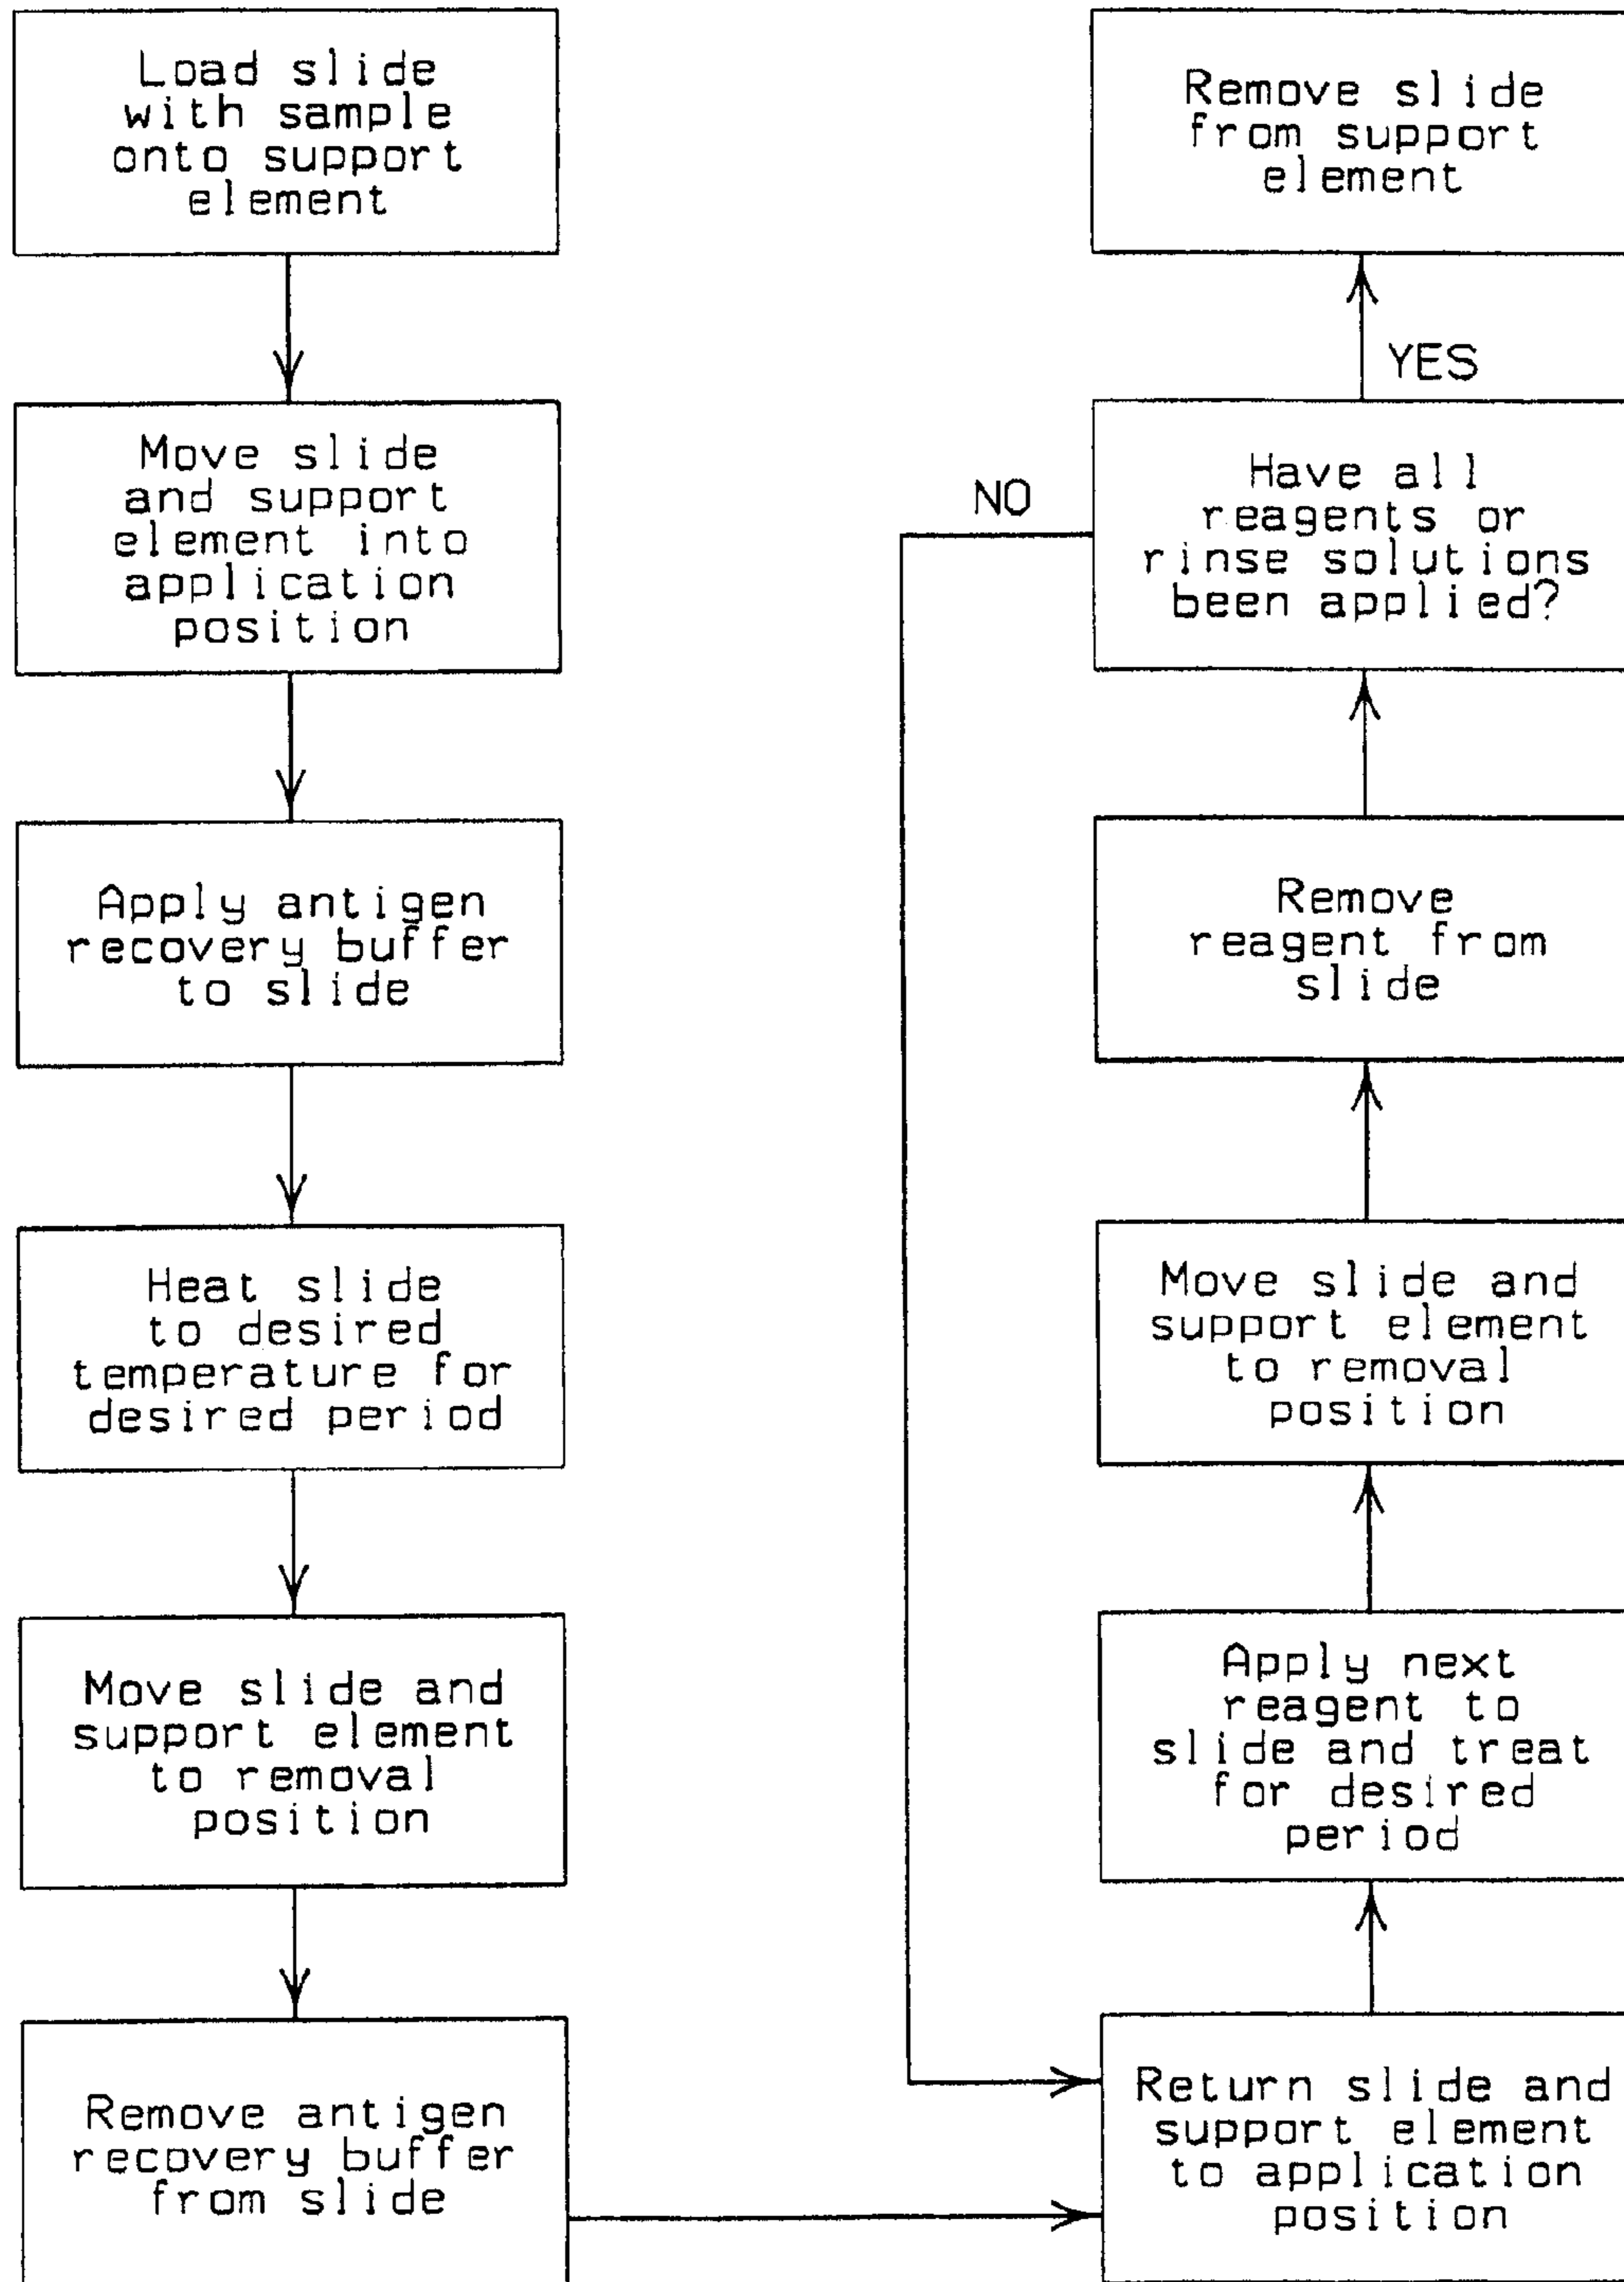 Load slide
with sample
onto support
element
Move slide
and support
element into
application
position
Apply antigen
recovery buffer
to slide
Heat slide
to desired
temperature for
desired period
Move slide and
support element
to removal
position
Remove antigen
recovery buffer
from slide
Return slide and
support element
to application
position
Apply next
reagent to
slide and treat
for desired
period
Move slide and
support element
to removal
position
Remove
reagent from
slide
Have all
reagents or
rinse solutions
been applied?
NO
YES
Remove slide
from support
element